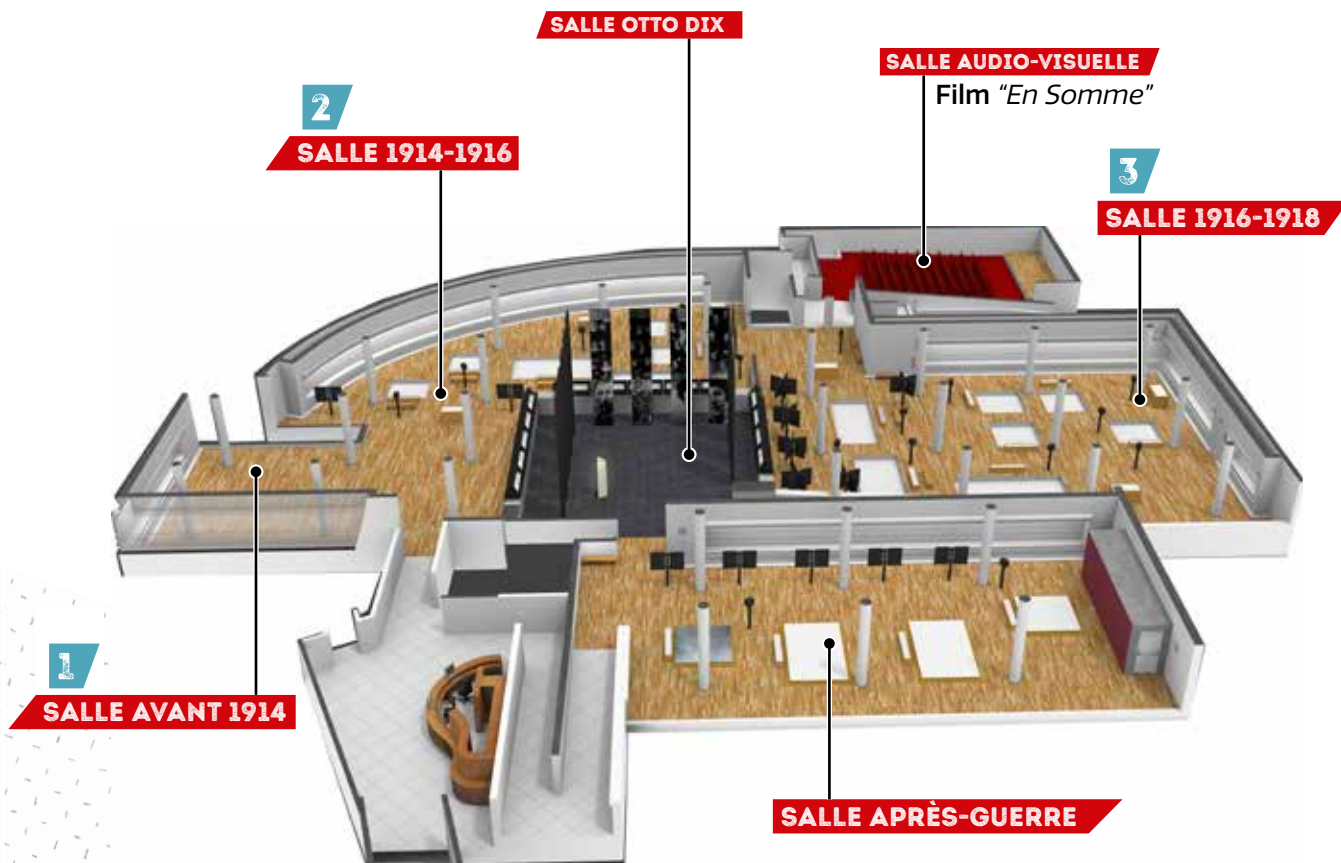 SALLE OTTO DIX
SALLE AUDIO-VISUELLE
Film "En Somme"
2
SALLE 1914-1916
3
SALLE 1916-1918
1
SALLE AVANT 1914
SALLE APRÈS-GUERRE